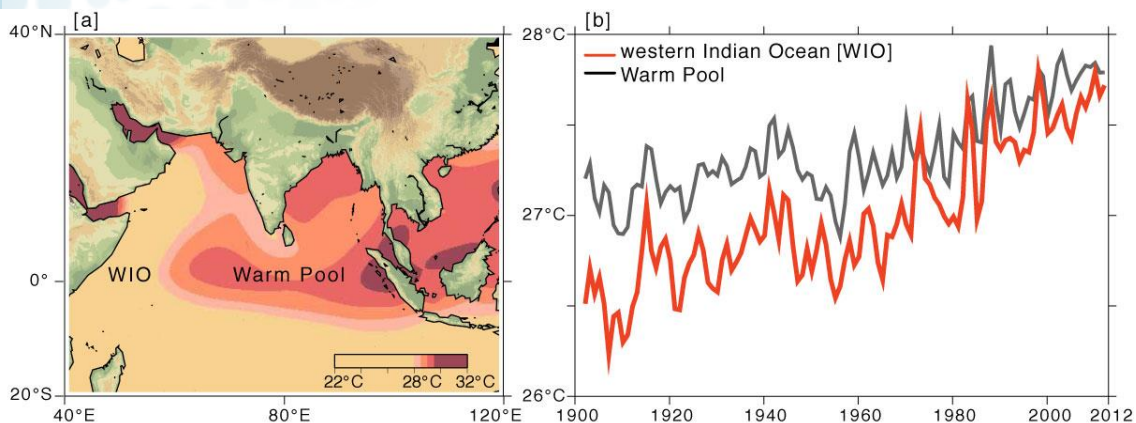 [a]
[b]
40°N
0°
20°S
40°E
80°E
120°E
WIO
Warm Pool
22°C 28°C 32°C
28°C
27°C
26°C
western Indian Ocean [WIO]
Warm Pool
1900 1920 1940 1960 1980 2000 2012